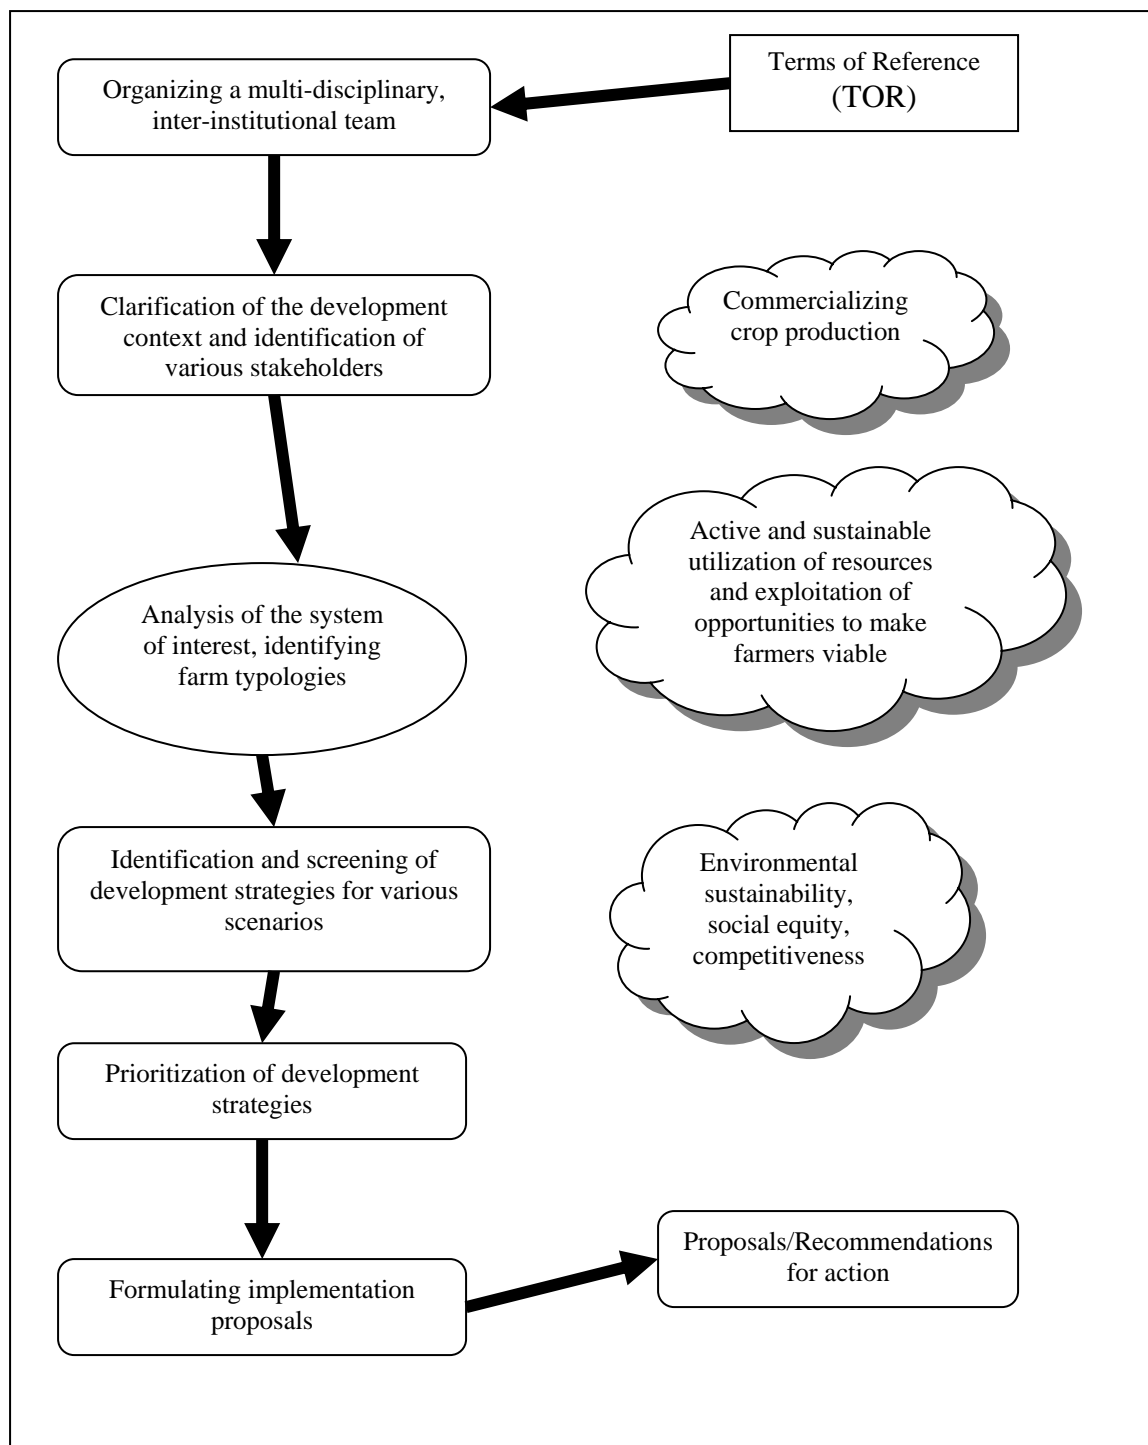 Terms of Reference
(TOR)
Organizing a multi-disciplinary,
inter-institutional team
Clarification of the development
context and identification of
various stakeholders
Commercializing
crop production
Active and sustainable
utilization of resources
and exploitation of
opportunities to make
farmers viable
Analysis of the system
of interest, identifying
farm typologies
Identification and screening of
development strategies for various
scenarios
Environmental
sustainability,
social equity,
competitiveness
Prioritization of development
strategies
Formulating implementation
proposals
Proposals/Recommendations
for action